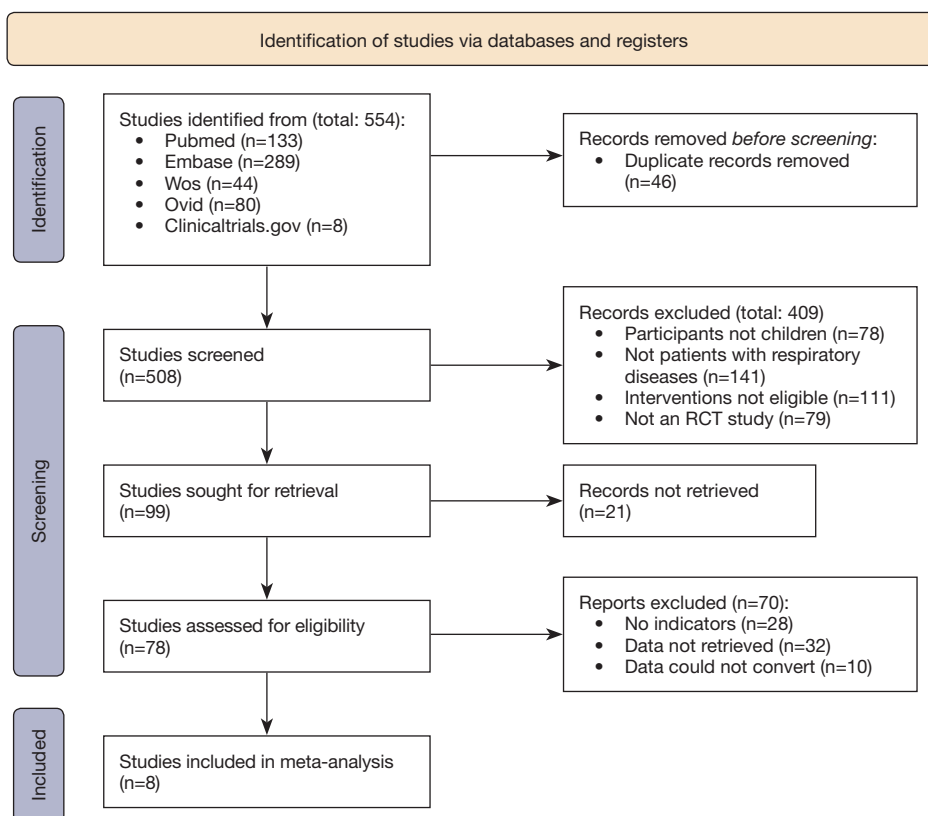 Identification of studies via databases and registers
Identification
Studies identified from (total: 554):
• Pubmed (n=133)
• Embase (n=289)
• Wos (n=44)
• Ovid (n=80)
• Clinicaltrials.gov (n=8)
Records removed before screening:
• Duplicate records removed
(n=46)
Screening
Studies screened
(n=508)
Records excluded (total: 409)
• Participants not children (n=78)
• Not patients with respiratory
diseases (n=141)
• Interventions not eligible (n=111)
• Not an RCT study (n=79)
Studies sought for retrieval
(n=99)
Records not retrieved
(n=21)
Studies assessed for eligibility
(n=78)
Reports excluded (n=70):
• No indicators (n=28)
• Data not retrieved (n=32)
• Data could not convert (n=10)
Included
Studies included in meta-analysis
(n=8)